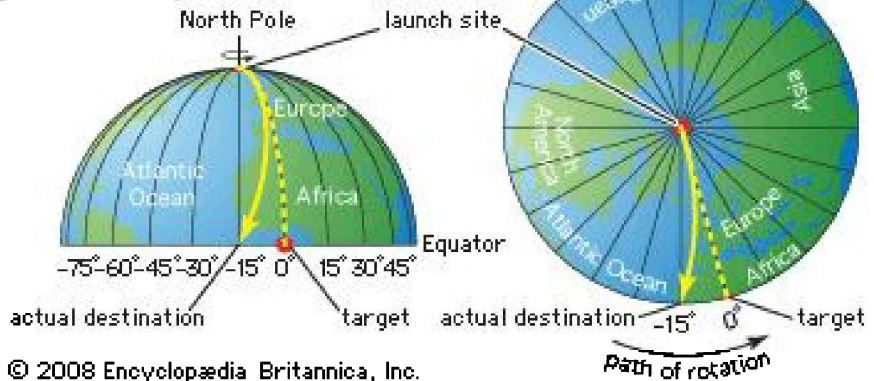 North Pole
launch site
Europe
Atlantic
Ocean
Africa
Equator
-75°-60°-45°-30° -15° 0° 15° 30° 45°
actual destination
target
© 2008 Encyclopædia Britannica, Inc.
Asia
North
America
Atlantic Ocean
Europe
Africa
actual destination
-15° 0°
target
path of rotation